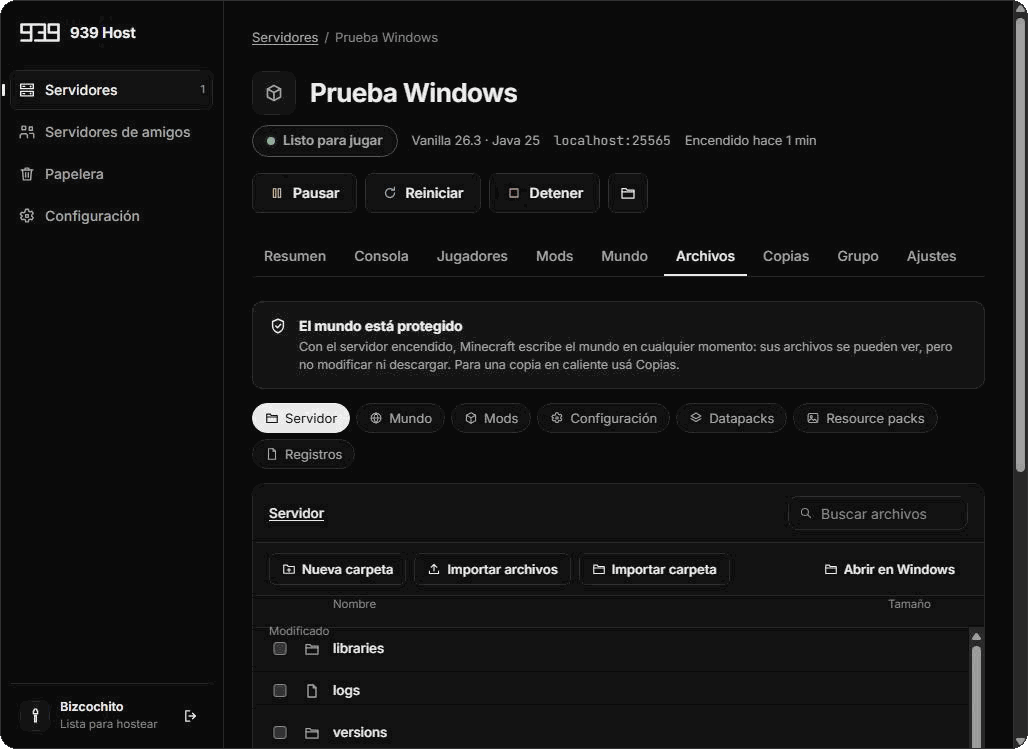 939 939 Host
Servidores 1
Servidores de amigos
Papelera
Configuración
Bizcochito
Lista para hostear
Servidores / Prueba Windows
Prueba Windows
Listo para jugar Vanilla 26.3 · Java 25 localhost:25565 Encendido hace 1 min
Pausar Reiniciar Detener
Resumen Consola Jugadores Mods Mundo Archivos Copias Grupo Ajustes
El mundo está protegido
Con el servidor encendido, Minecraft escribe el mundo en cualquier momento: sus archivos se pueden ver, pero
no modificar ni descargar. Para una copia en caliente usá Copias.
Servidor Mundo Mods Configuración Datapacks Resource packs
Registros
Servidor Buscar archivos
Nueva carpeta Importar archivos Importar carpeta Abrir en Windows
Nombre Tamaño
Modificado
libraries
logs
versions